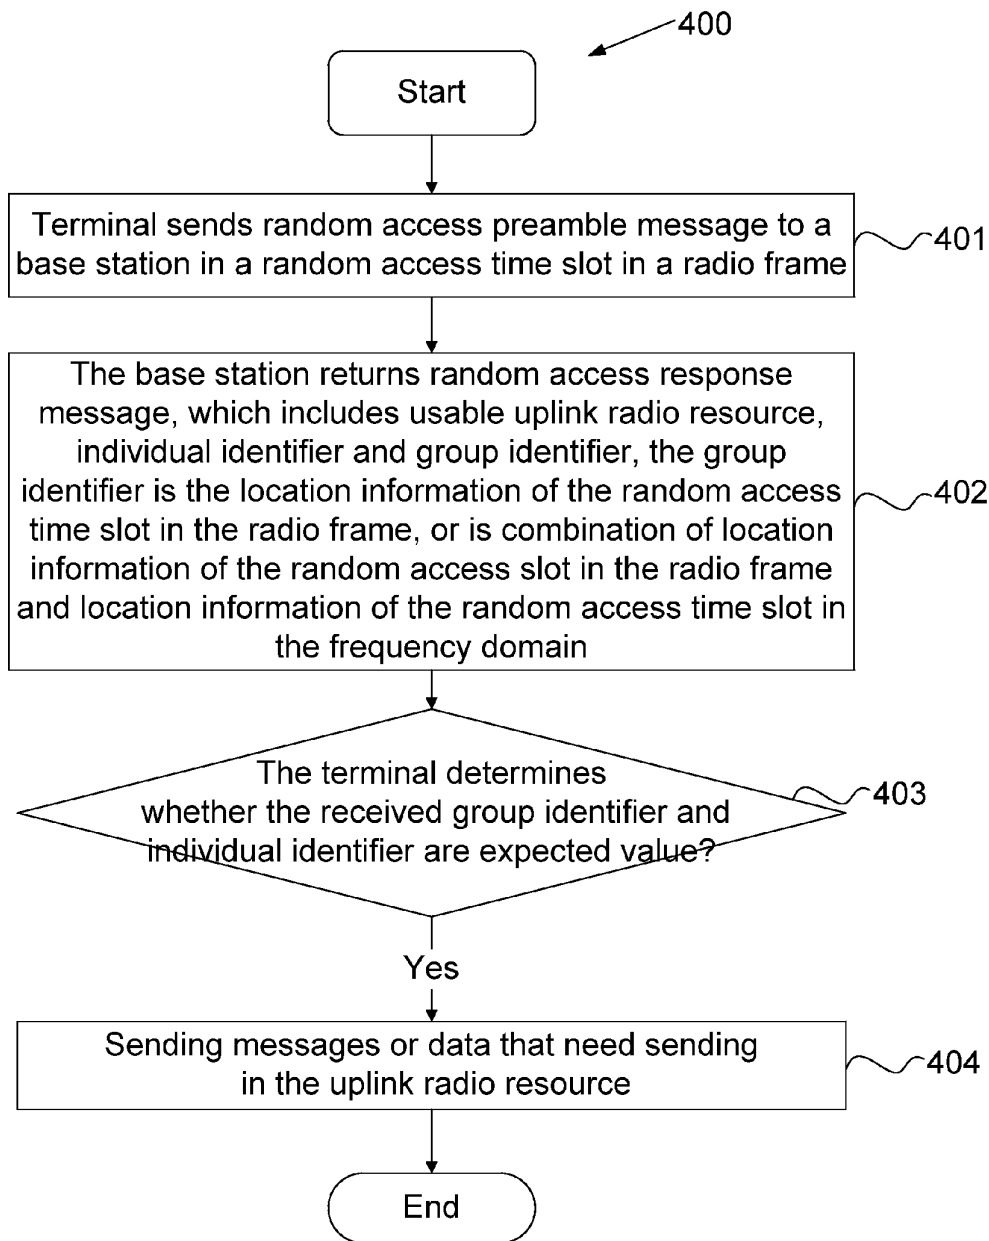 400
Start
Terminal sends random access preamble message to a
base station in a random access time slot in a radio frame
401
The base station returns random access response
message, which includes usable uplink radio resource,
individual identifier and group identifier, the group
identifier is the location information of the random access
time slot in the radio frame, or is combination of location
information of the random access slot in the radio frame
and location information of the random access time slot in
the frequency domain
402
The terminal determines
whether the received group identifier and
individual identifier are expected value?
403
Yes
Sending messages or data that need sending
in the uplink radio resource
404
End